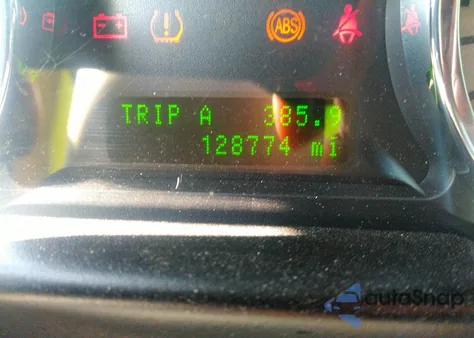 ABS
TRIP A 385.9
128774 mi
autoSnap